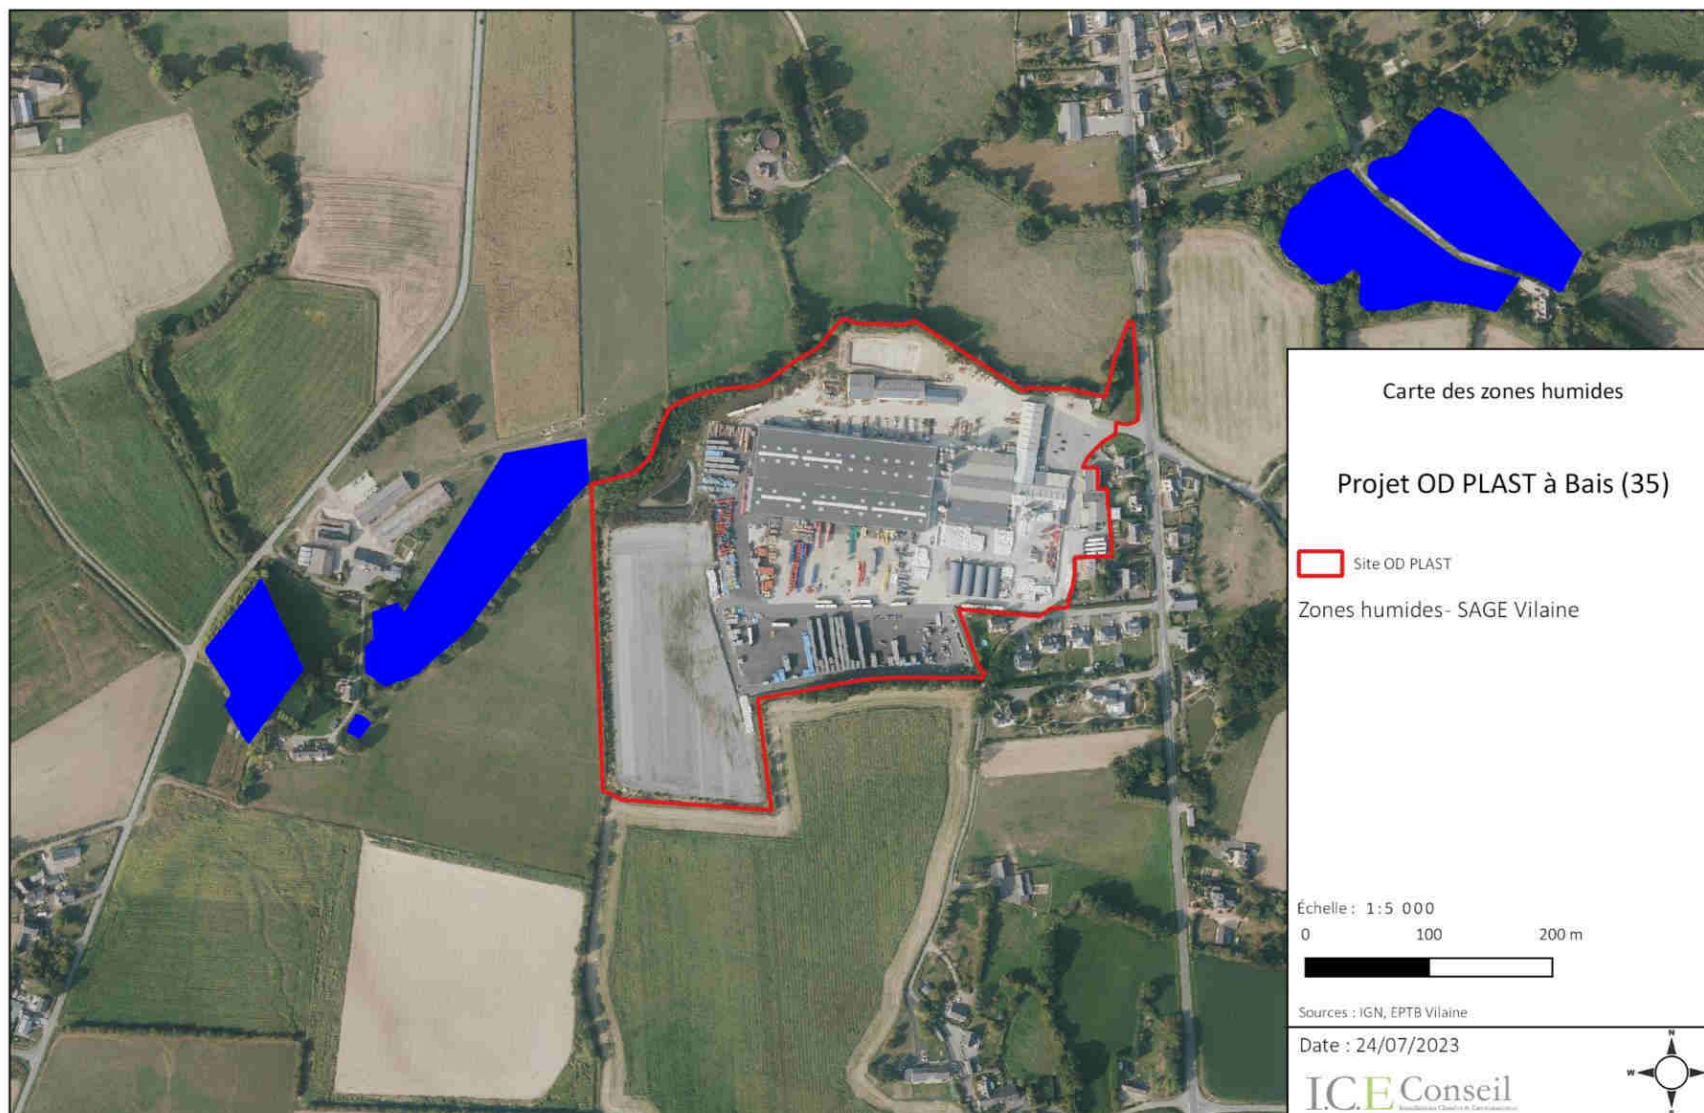 Carte des zones humides
Projet OD PLAST à Bais (35)
Site OD PLAST
Zones humides- SAGE Vilaine
Échelle : 1:5 000
0 100 200 m
Sources : IGN, EPTB Vilaine
Date : 24/07/2023
N
W
I.C.E Conseil